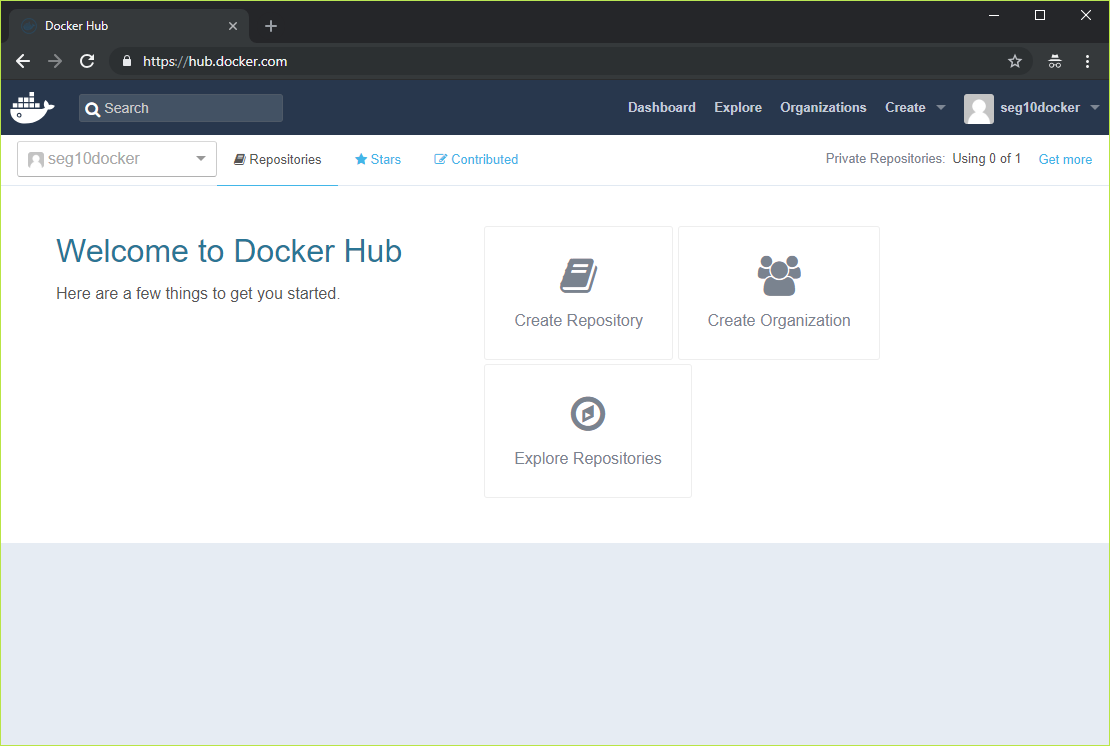 Docker Hub
https://hub.docker.com
Search
Dashboard Explore Organizations Create seg10docker
seg10docker Repositories Stars Contributed Private Repositories: Using 0 of 1 Get more
Welcome to Docker Hub
Here are a few things to get you started.
Create Repository Create Organization
Explore Repositories